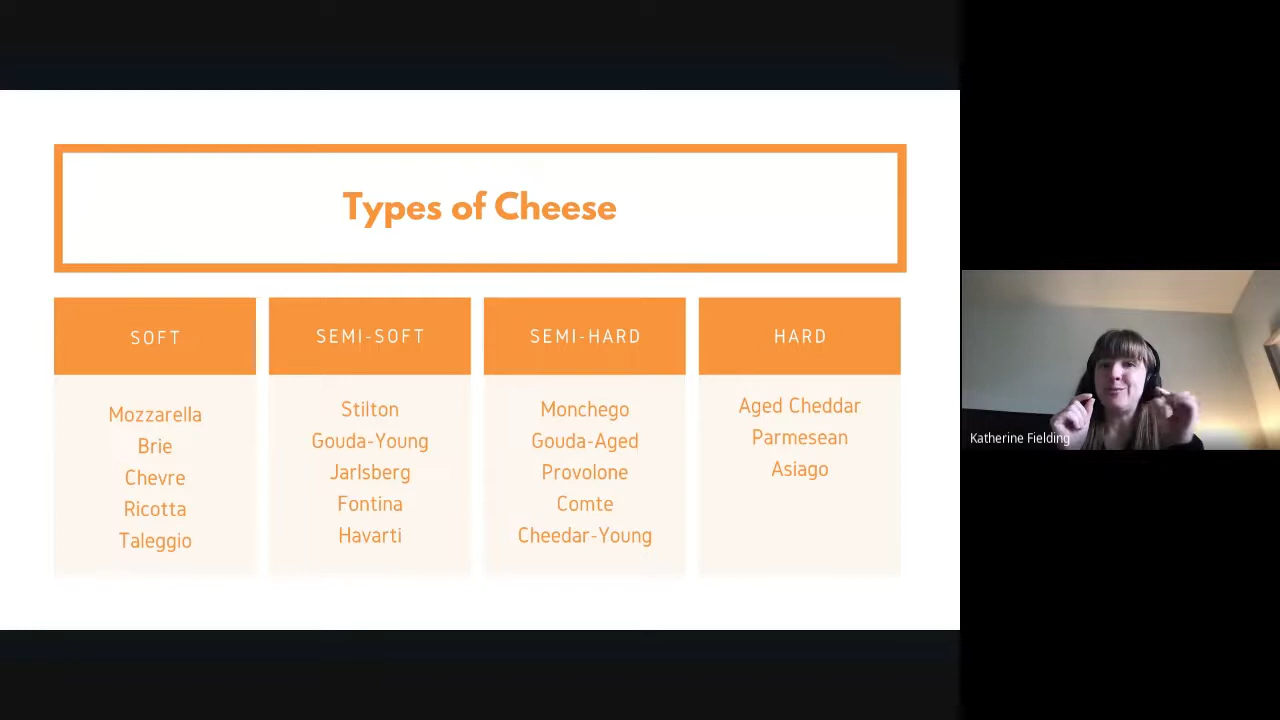 Types of Cheese
SOFT
Mozzarella
Brie
Chevre
Ricotta
Taleggio
SEMI-SOFT
Stilton
Gouda-Young
Jarlsberg
Fontina
Havarti
SEMI-HARD
Monchego
Gouda-Aged
Provolone
Comte
Cheedar-Young
HARD
Aged Cheddar
Parmesean
Asiago
Katherine Fielding